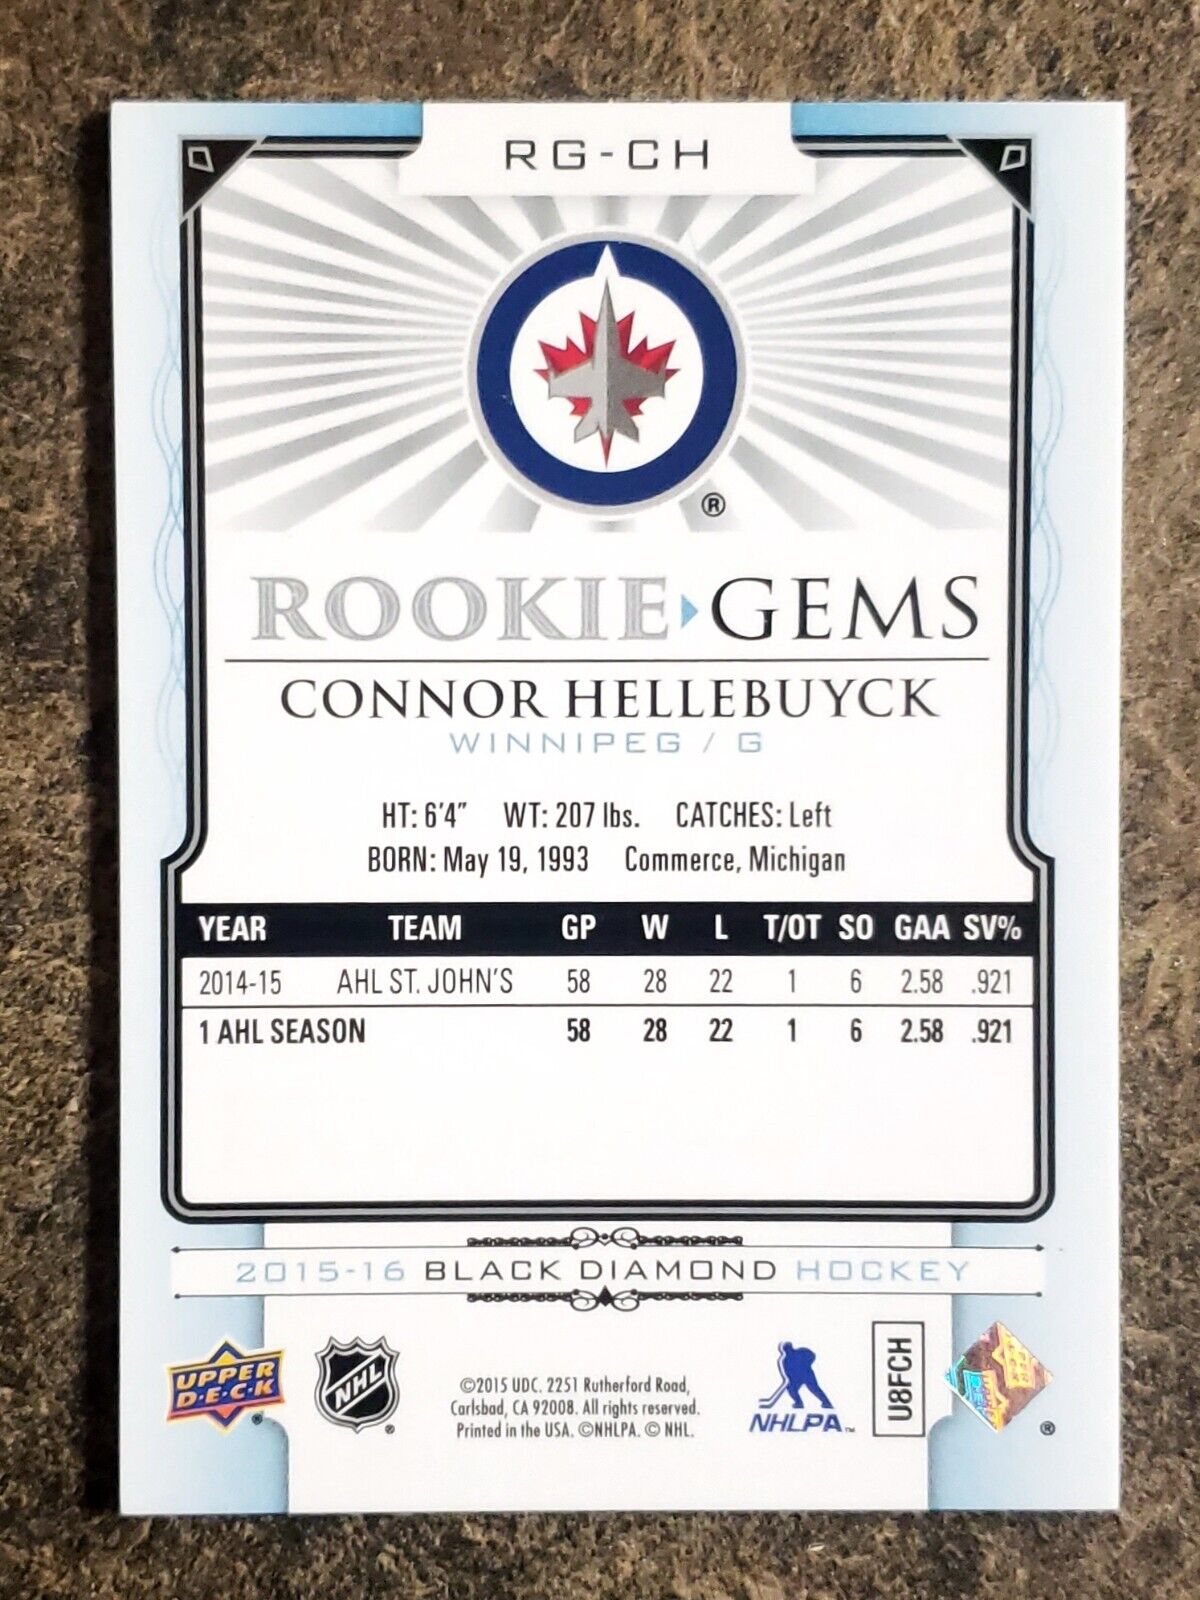 RG-CH
®
ROOKIE GEMS
CONNOR HELLEBUYCK
WINNIPEG / G
HT: 6'4" WT: 207 lbs. CATCHES: Left
BORN: May 19, 1993 Commerce, Michigan
YEAR TEAM GP W L T/OT SO GAA SV%
2014-15 AHL ST. JOHN'S 58 28 22 1 6 2.58 .921
1 AHL SEASON 58 28 22 1 6 2.58 .921
2015-16 BLACK DIAMOND HOCKEY
UPPER
D·E·C·K
®
NHL
®
©2015 UDC. 2251 Rutherford Road,
Carlsbad, CA 92008. All rights reserved.
Printed in the USA. ©NHLPA. © NHL.
NHLPA™
U8FCH
®